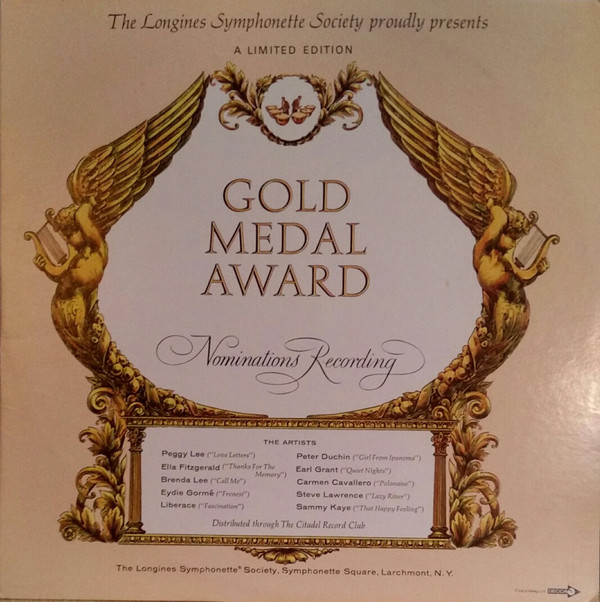 The Longines Symphonette Society proudly presents
A LIMITED EDITION
GOLD
MEDAL
AWARD
Nominations Recording
THE ARTISTS
Peggy Lee ("Love Letters")
Ella Fitzgerald ("Thanks For The
Memory")
Brenda Lee ("Call Me")
Eydie Gormé ("Frenesi")
Liberace ("Fascination")
Peter Duchin ("Girl From Ipanema")
Earl Grant ("Quiet Nights")
Carmen Cavallero ("Polonaise")
Steve Lawrence ("Lazy River")
Sammy Kaye ("That Happy Feeling")
Distributed through The Citadel Record Club
The Longines Symphonette® Society, Symphonette Square, Larchmont, N.Y.